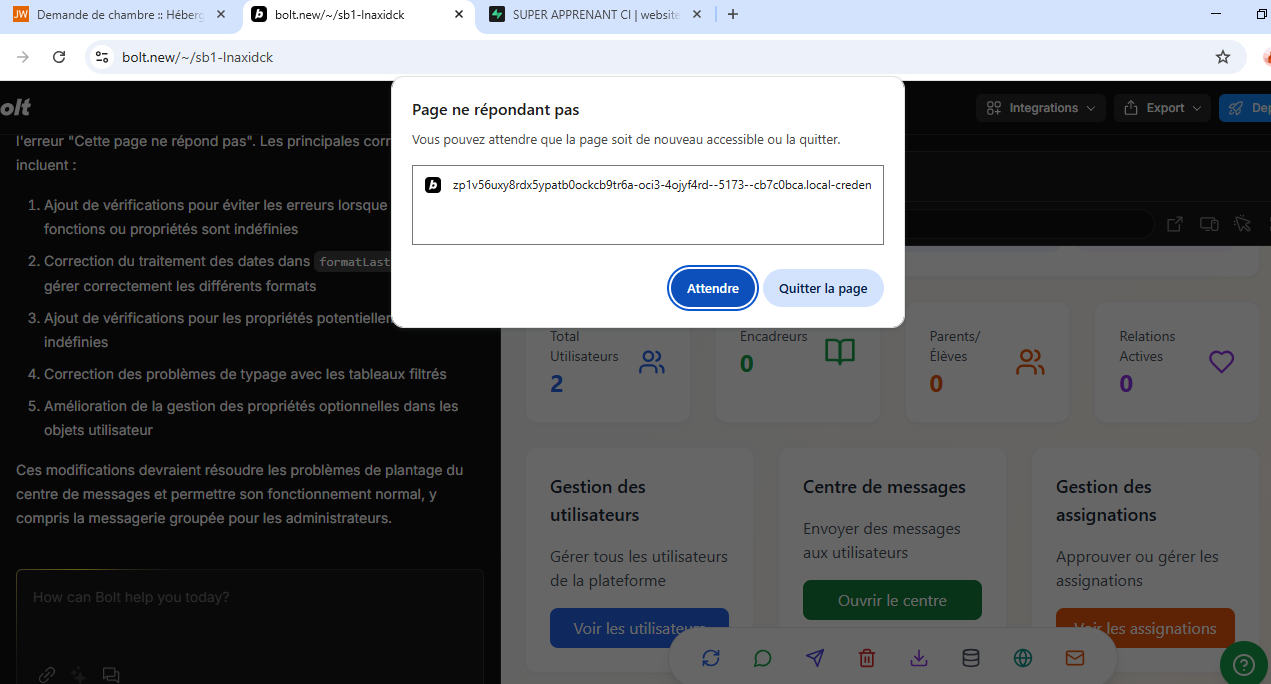 JW Demande de chambre :: Héberg
b bolt.new/~/sb1-lnaxidck
SUPER APPRENANT CI | website
bolt.new/~/sb1-lnaxidck
olt
Integrations
Export
Dep
l'erreur "Cette page ne répond pas". Les principales corr
incluent :
1. Ajout de vérifications pour éviter les erreurs lorsque
fonctions ou propriétés sont indéfinies
2. Correction du traitement des dates dans formatLast
gérer correctement les différents formats
3. Ajout de vérifications pour les propriétés potentieller
indéfinies
4. Correction des problèmes de typage avec les tableaux filtrés
5. Amélioration de la gestion des propriétés optionnelles dans les
objets utilisateur
Ces modifications devraient résoudre les problèmes de plantage du
centre de messages et permettre son fonctionnement normal, y
compris la messagerie groupée pour les administrateurs.
How can Bolt help you today?
Page ne répondant pas
Vous pouvez attendre que la page soit de nouveau accessible ou la quitter.
b zp1v56uxy8rdx5ypatb0ockcb9tr6a-oci3-4ojyf4rd--5173--cb7c0bca.local-creden
Attendre
Quitter la page
Total
Utilisateurs
2
Encadreurs
0
Parents/
Élèves
0
Relations
Actives
0
Gestion des
utilisateurs
Gérer tous les utilisateurs
de la plateforme
Voir les utilisateurs
Centre de messages
Envoyer des messages
aux utilisateurs
Ouvrir le centre
Gestion des
assignations
Approuver ou gérer les
assignations
Voir les assignations